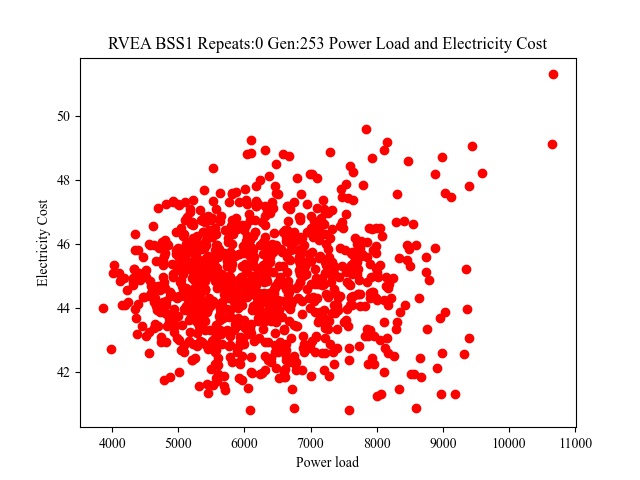 RVEA BSS1 Repeats:0 Gen:253 Power Load and Electricity Cost
50
48
46
44
42
Electricity Cost
4000 5000 6000 7000 8000 9000 10000 11000
Power load